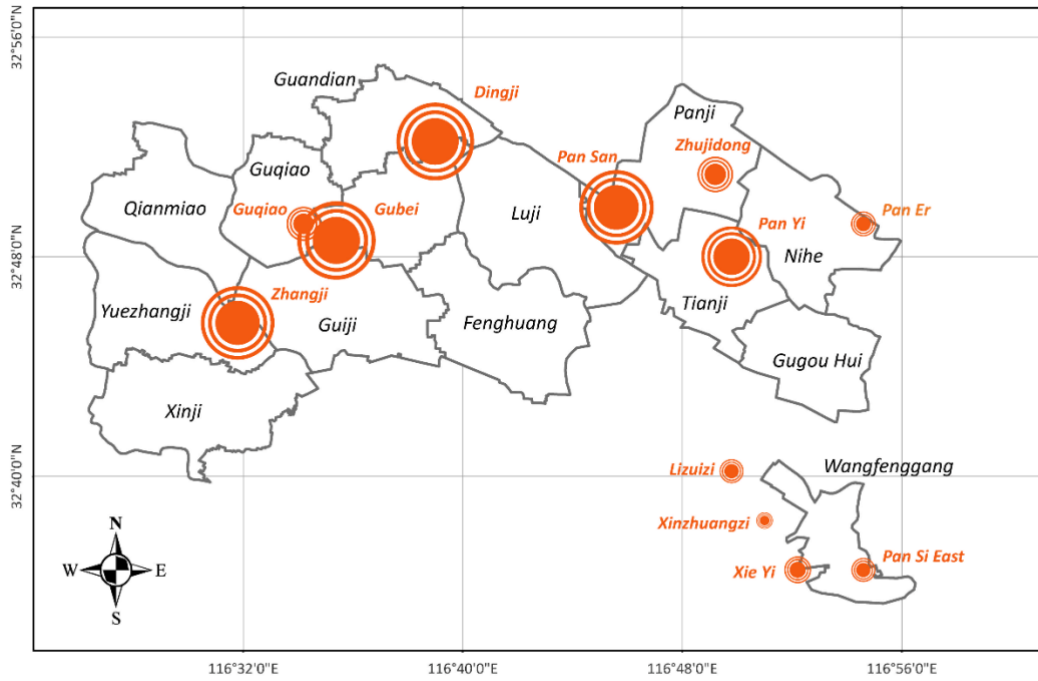 32°56'0"N
Guandian
Dingji
Panji
Pan San
Zhujidong
Guqiao
Qianmiao
Guqiao
Gubei
Luji
Pan Er
Pan Yi
Nihe
32°48'0"N
Zhangji
Yuezhangji
Guiji
Fenghuang
Tianji
Gugou Hui
Xinji
Wangfenggang
Lizuizi
32°40'0"N
Xinzhuangzi
Xie Yi
Pan Si East
N
W
E
S
116°32'0"E
116°40'0"E
116°48'0"E
116°56'0"E